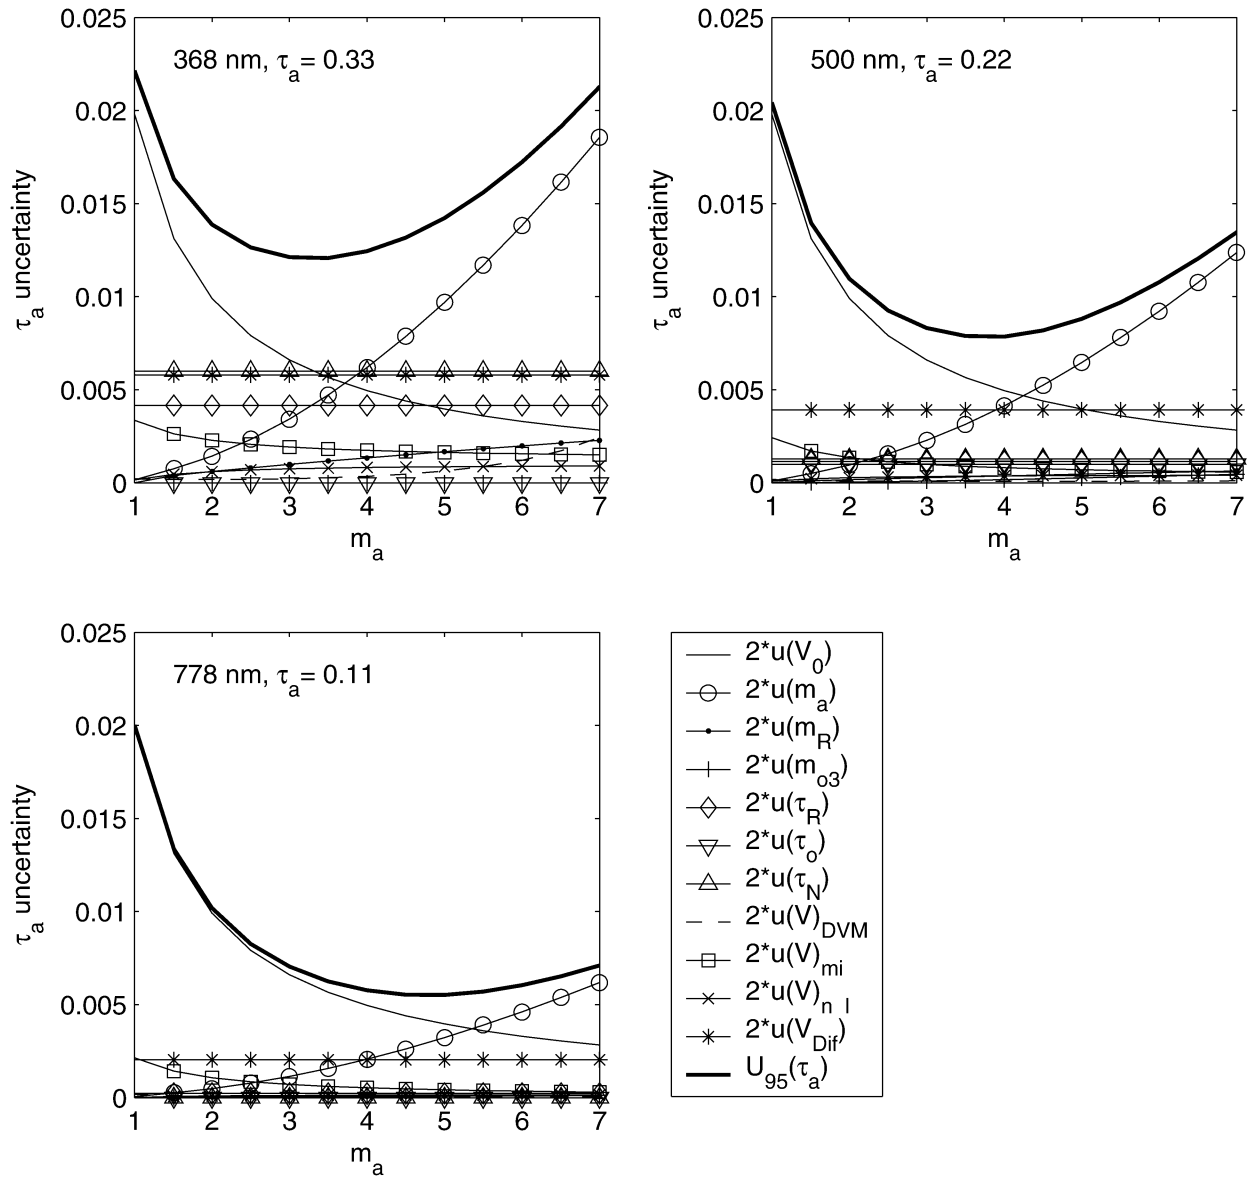 0.025
0.02
0.015
0.01
0.005
0
368 nm, τa= 0.33
τa uncertainty
1 2 3 4 5 6 7
ma
0.025
0.02
0.015
0.01
0.005
0
500 nm, τa= 0.22
τa uncertainty
1 2 3 4 5 6 7
ma
0.025
0.02
0.015
0.01
0.005
0
778 nm, τa= 0.11
τa uncertainty
1 2 3 4 5 6 7
ma
2*u(V0)
2*u(ma)
2*u(mR)
2*u(mo3)
2*u(τR)
2*u(τo)
2*u(τN)
2*u(V)DVM
2*u(V)mi
2*u(V)n l
2*u(VDif)
U95(τa)